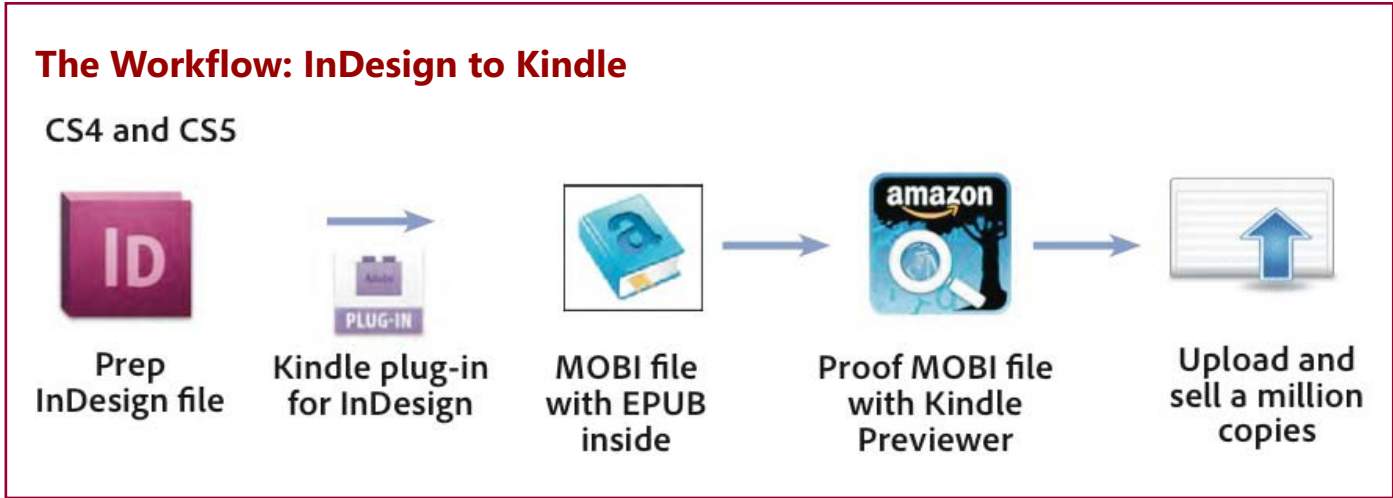 The Workflow: InDesign to Kindle
CS4 and CS5
ID
Adobe
PLUG-IN
a
amazon
Prep
InDesign file
Kindle plug-in
for InDesign
MOBI file
with EPUB
inside
Proof MOBI file
with Kindle
Previewer
Upload and
sell a million
copies